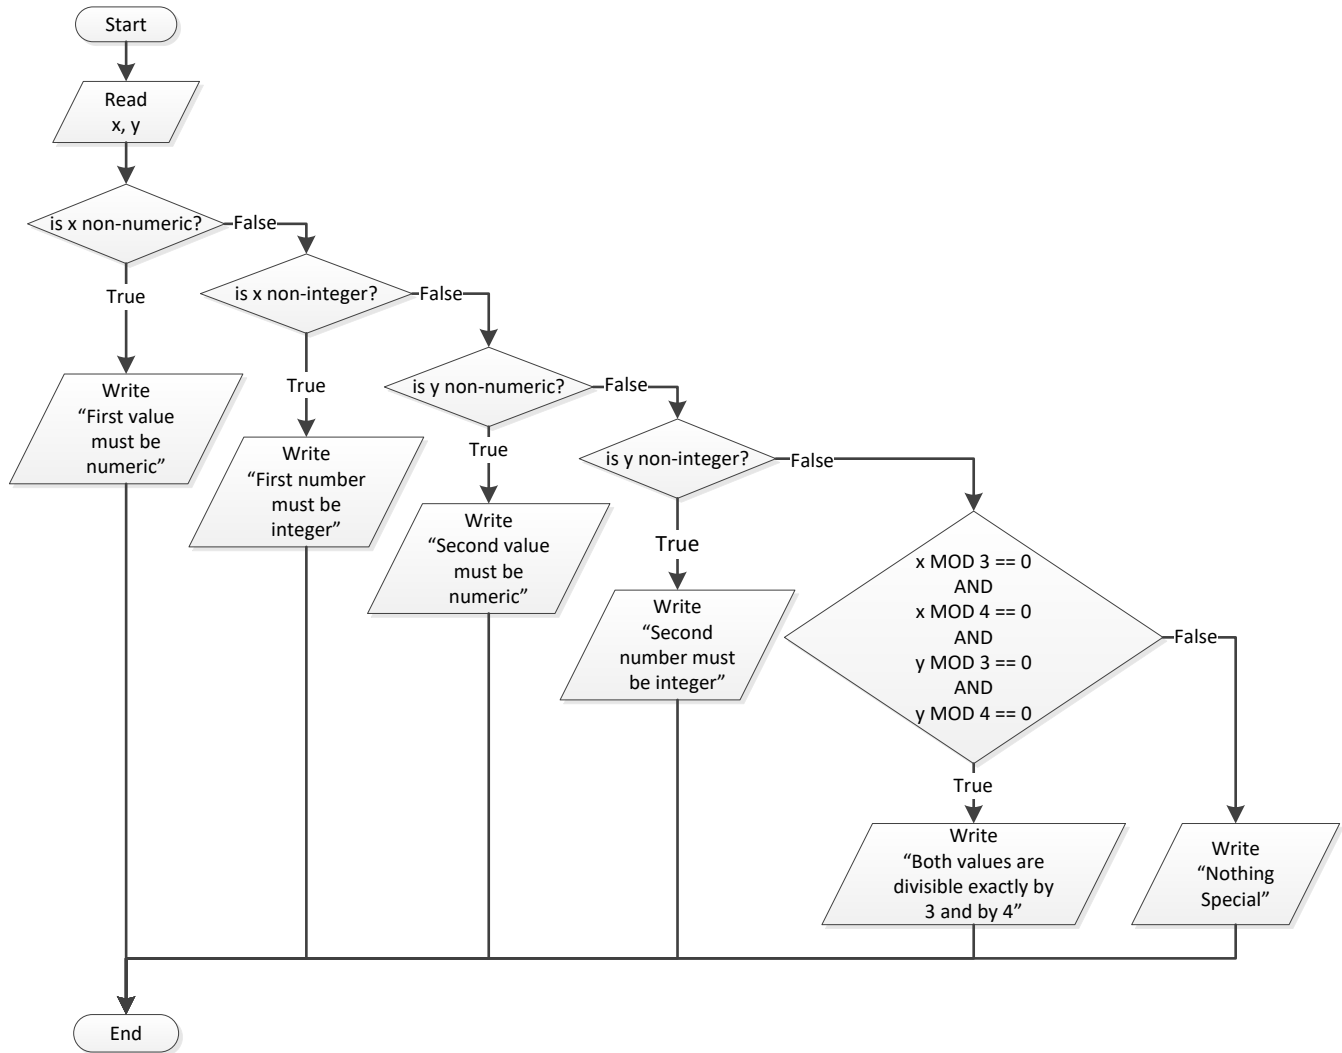 Start
Read
x, y
is x non-numeric?
False
True
is x non-integer?
False
True
is y non-numeric?
False
True
is y non-integer?
False
True
Write
“First value
must be
numeric”
Write
“First number
must be
integer”
Write
“Second value
must be
numeric”
Write
“Second
number must
be integer”
x MOD 3 == 0
AND
x MOD 4 == 0
AND
y MOD 3 == 0
AND
y MOD 4 == 0
False
True
Write
“Both values are
divisible exactly by
3 and by 4”
Write
“Nothing
Special”
End